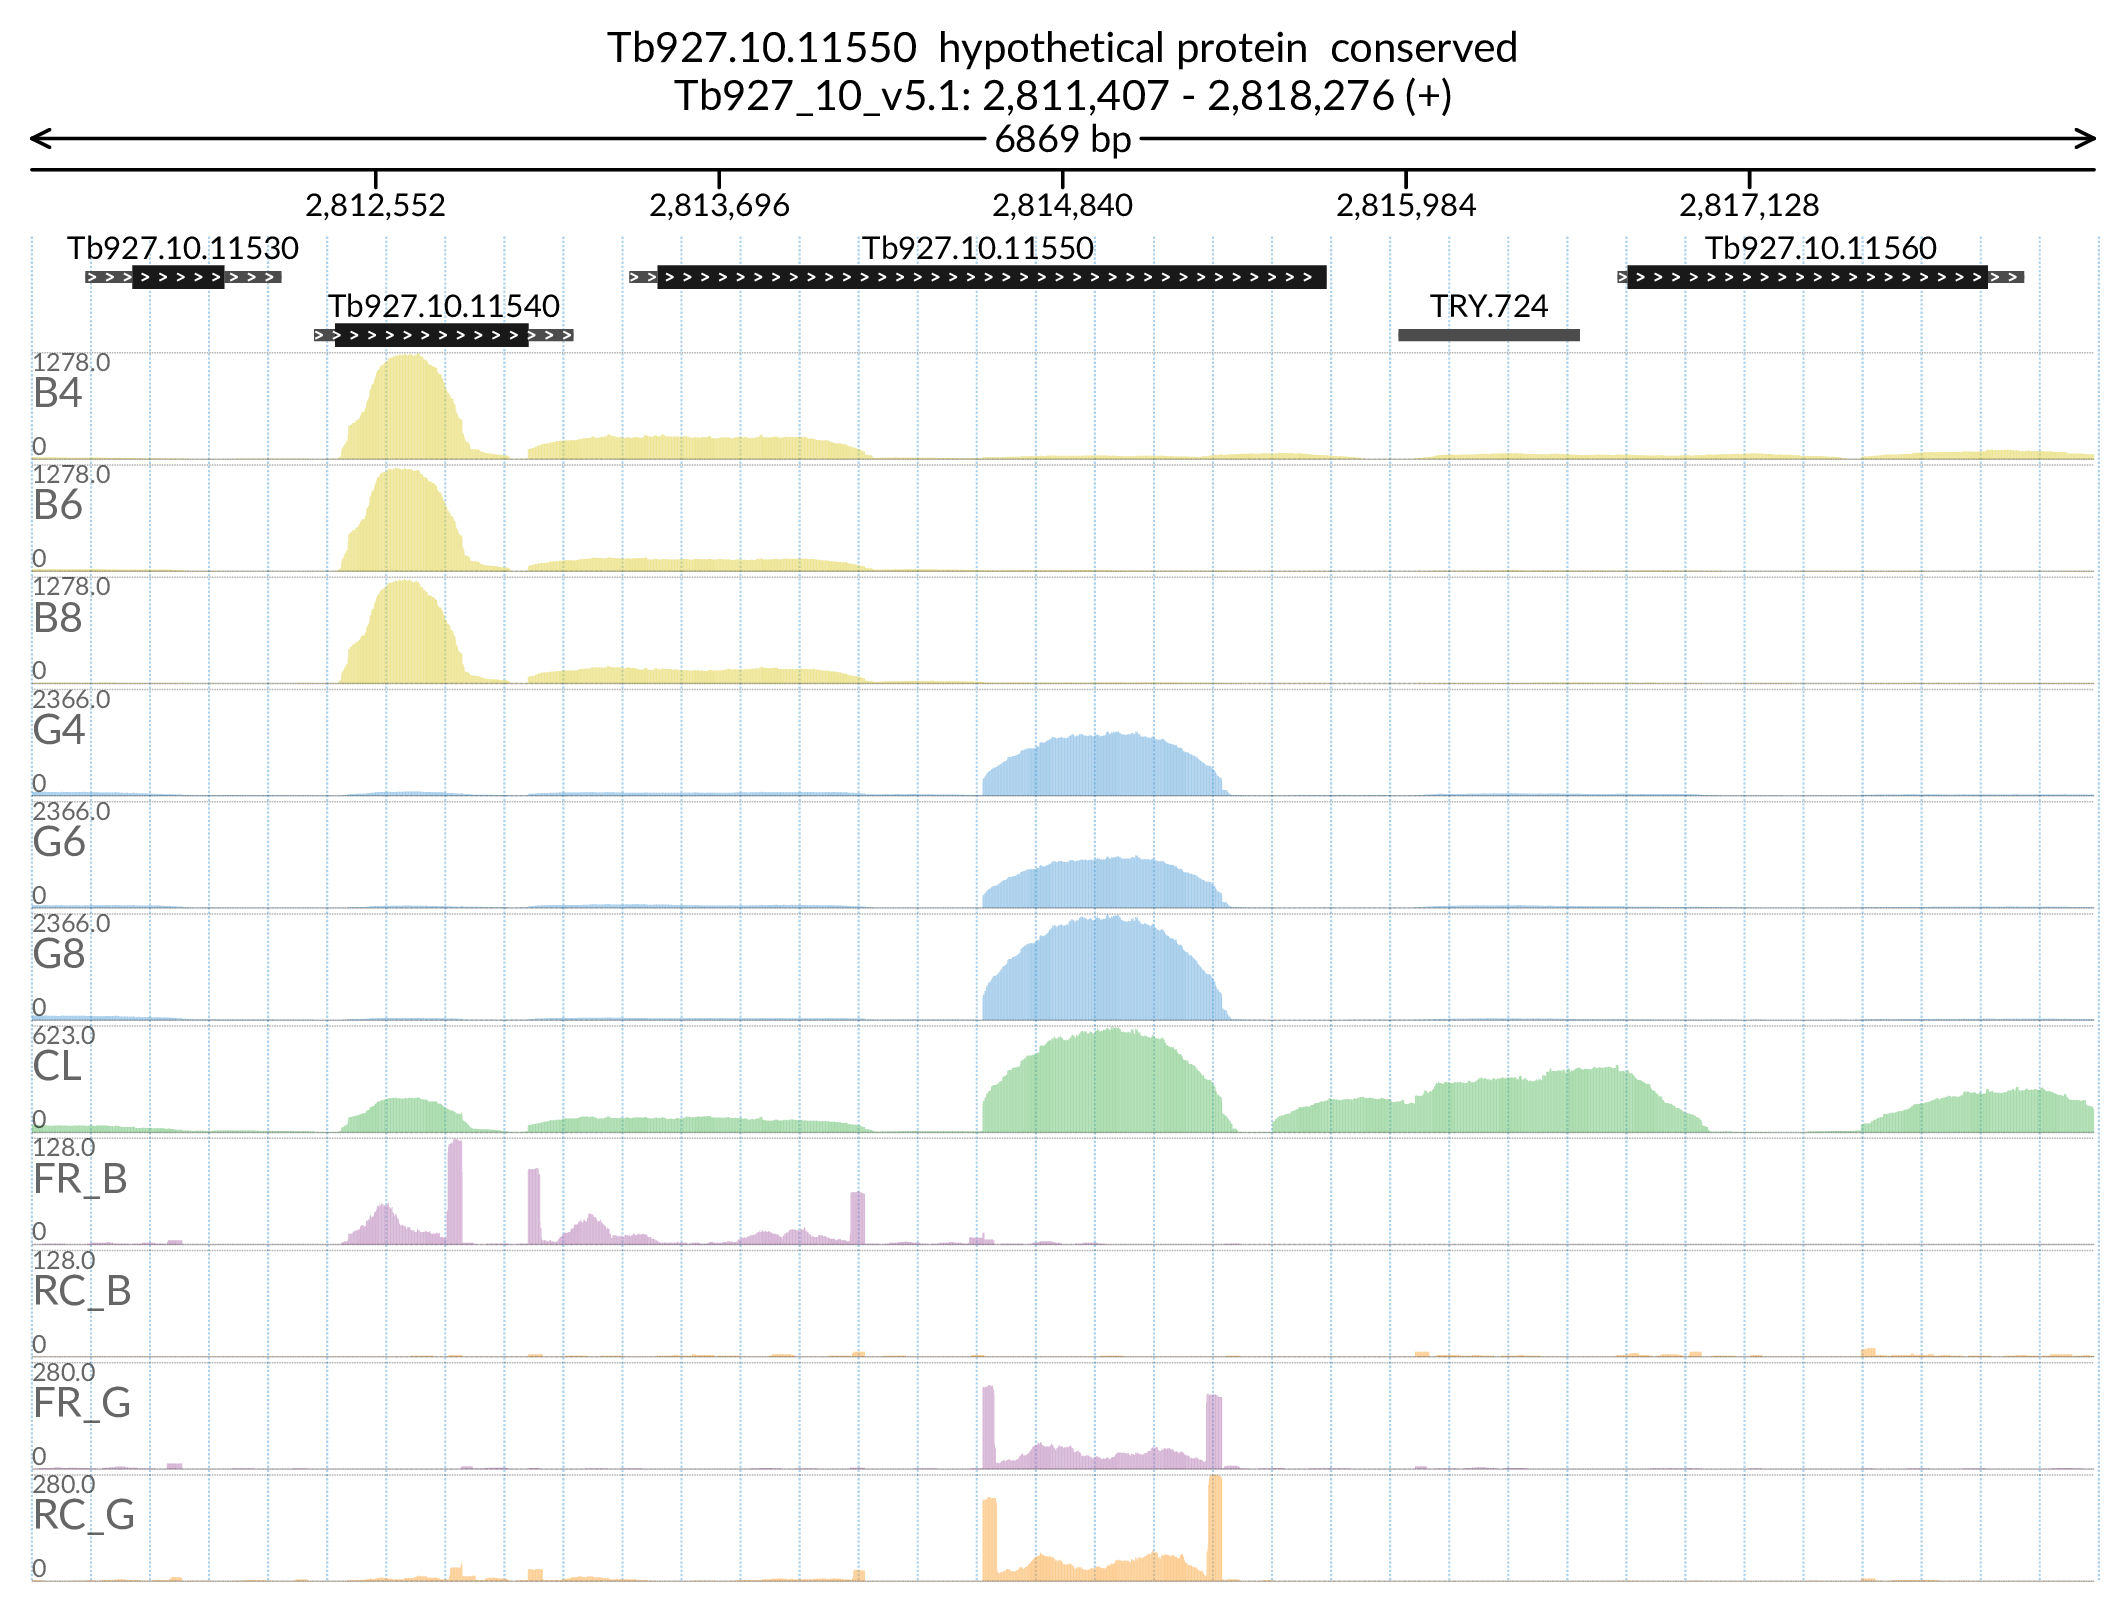 Tb927.10.11550 hypothetical protein conserved
Tb927_10_v5.1: 2,811,407 - 2,818,276 (+)
6869 bp
2,812,552 2,813,696 2,814,840 2,815,984 2,817,128
Tb927.10.11530 Tb927.10.11550 Tb927.10.11560
Tb927.10.11540 TRY.724
1278.0
B4
0
1278.0
B6
0
1278.0
B8
0
2366.0
G4
0
2366.0
G6
0
2366.0
G8
0
623.0
CL
0
128.0
FR_B
0
128.0
RC_B
0
280.0
FR_G
0
280.0
RC_G
0